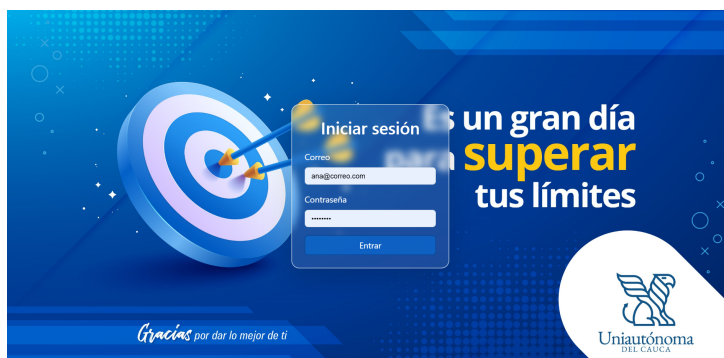 Iniciar sesión
Correo
ana@correo.com
Contraseña
••••••••
Entrar
s un gran día
superar
tus límites
Gracias por dar lo mejor de ti
Uniautónoma
DEL CAUCA